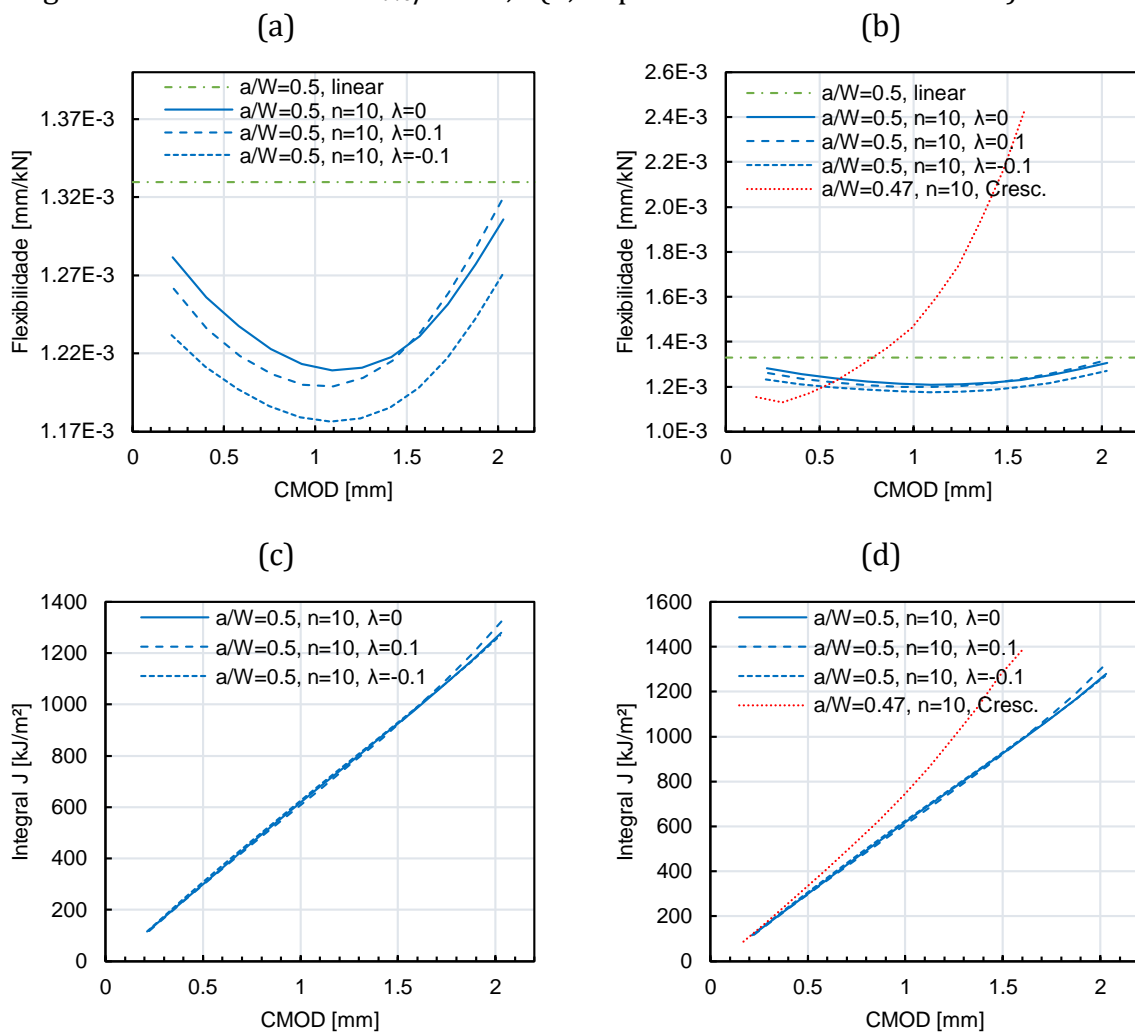 (a)
a/W=0.5, linear
a/W=0.5, n=10, λ=0
a/W=0.5, n=10, λ=0.1
a/W=0.5, n=10, λ=-0.1
1.37E-3
1.32E-3
1.27E-3
1.22E-3
1.17E-3
Flexibilidade [mm/kN]
0 0.5 1 1.5 2
CMOD [mm]
(b)
a/W=0.5, linear
a/W=0.5, n=10, λ=0
a/W=0.5, n=10, λ=0.1
a/W=0.5, n=10, λ=-0.1
a/W=0.47, n=10, Cresc.
2.6E-3
2.4E-3
2.2E-3
2.0E-3
1.8E-3
1.6E-3
1.4E-3
1.2E-3
1.0E-3
Flexibilidade [mm/kN]
0 0.5 1 1.5 2
CMOD [mm]
(c)
a/W=0.5, n=10, λ=0
a/W=0.5, n=10, λ=0.1
a/W=0.5, n=10, λ=-0.1
1400
1200
1000
800
600
400
200
0
Integral J [kJ/m²]
0 0.5 1 1.5 2
CMOD [mm]
(d)
a/W=0.5, n=10, λ=0
a/W=0.5, n=10, λ=0.1
a/W=0.5, n=10, λ=-0.1
a/W=0.47, n=10, Cresc.
1600
1400
1200
1000
800
600
400
200
0
Integral J [kJ/m²]
0 0.5 1 1.5 2
CMOD [mm]